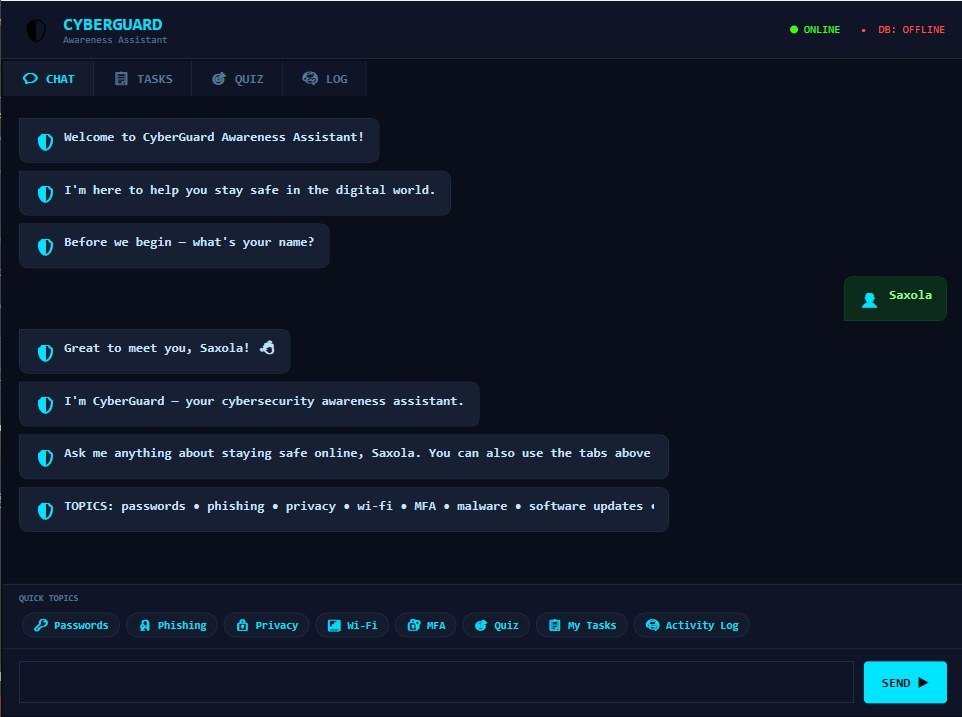 CYBERGUARD
Awareness Assistant
ONLINE • DB: OFFLINE
CHAT TASKS QUIZ LOG
Welcome to CyberGuard Awareness Assistant!
I'm here to help you stay safe in the digital world.
Before we begin — what's your name?
Saxola
Great to meet you, Saxola!
I'm CyberGuard — your cybersecurity awareness assistant.
Ask me anything about staying safe online, Saxola. You can also use the tabs above
TOPICS: passwords • phishing • privacy • wi-fi • MFA • malware • software updates •
QUICK TOPICS
Passwords Phishing Privacy Wi-Fi MFA Quiz My Tasks Activity Log
SEND ▶